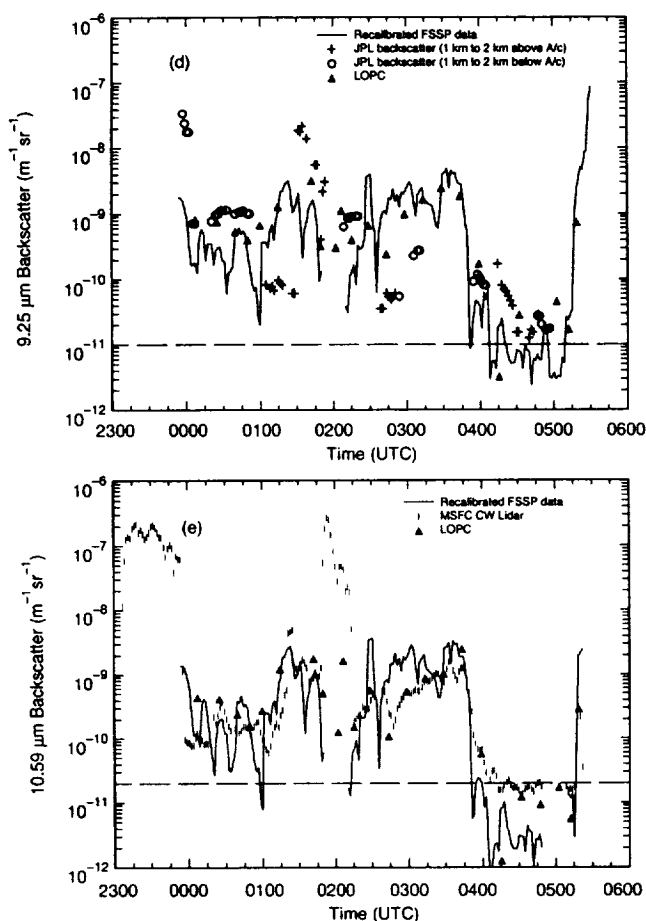 (d)
Recalibrated FSSP data
JPL backscatter (1 km to 2 km above A/c)
JPL backscatter (1 km to 2 km below A/c)
LOPC
9.25 µm Backscatter (m⁻¹ sr⁻¹)
10⁻⁶
10⁻⁷
10⁻⁸
10⁻⁹
10⁻¹⁰
10⁻¹¹
10⁻¹²
2300 0000 0100 0200 0300 0400 0500 0600
Time (UTC)
(e)
Recalibrated FSSP data
MSFC CW Lidar
LOPC
10.59 µm Backscatter (m⁻¹ sr⁻¹)
10⁻⁶
10⁻⁷
10⁻⁸
10⁻⁹
10⁻¹⁰
10⁻¹¹
10⁻¹²
2300 0000 0100 0200 0300 0400 0500 0600
Time (UTC)